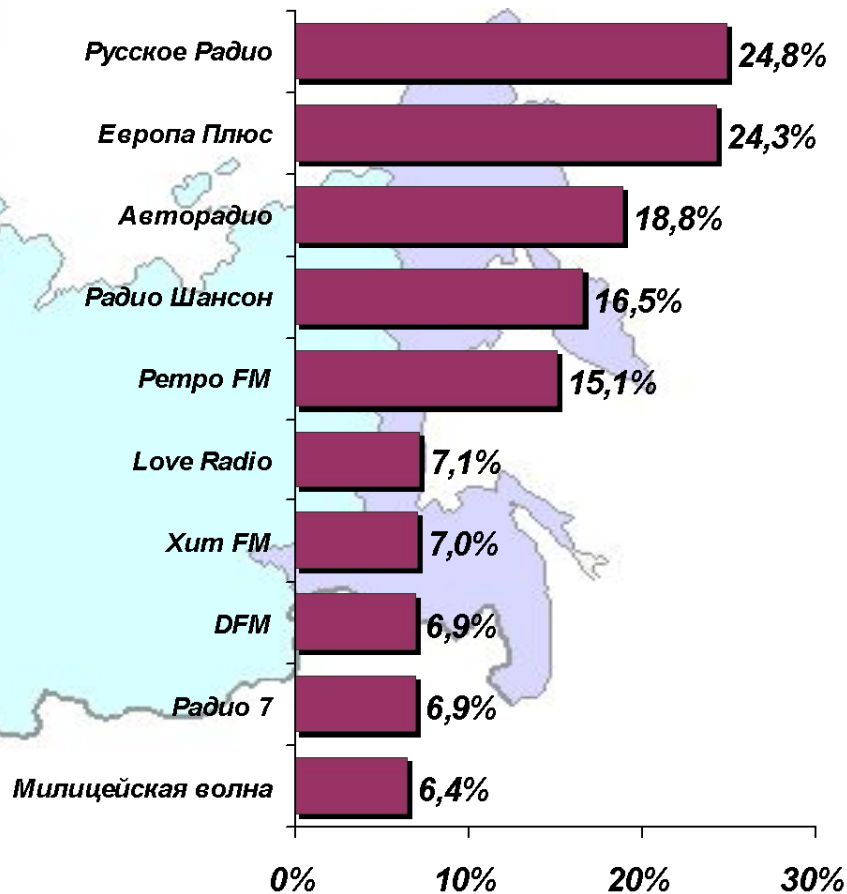 Русское Радио 24,8%
Европа Плюс 24,3%
Авторадио 18,8%
Радио Шансон 16,5%
Ретро FM 15,1%
Love Radio 7,1%
Хит FM 7,0%
DFM 6,9%
Радио 7 6,9%
Милицейская волна 6,4%
0% 10% 20% 30%